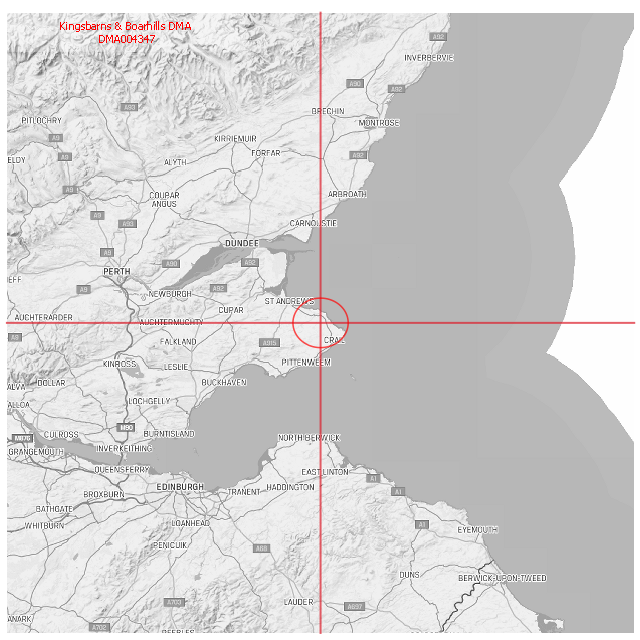 Kingsbarns & Boarhills DMA
DMA004347
A92
INVERBERVIE
A90
A92
A93
BRECHIN
PITLOCHRY
MONTROSE
A9
KIRRIEMUIR
FORFAR
A92
ELDY
A9
ALYTH
A9
COUPAR
ANGUS
ARBROATH
A9
A93
CARNOUSTIE
DUNDEE
A9
A90
A92
PERTH
EFF
A9
NEWBURGH
A92
ST ANDREWS
CUPAR
AUCHTERARDER
AUCHTERMUCHTY
A9
FALKLAND
A915
CRAIL
KINROSS
LESLIE
PITTENWEEM
ALVA
DOLLAR
BUCKHAVEN
ALLOA
LOCHGELLY
M90
M876
CULROSS
BURNTISLAND
NORTH BERWICK
GRANGEMOUTH
INVERKEITHING
QUEENSFERRY
EAST LINTON
A1
BROXBURN
EDINBURGH
TRANENT
HADDINGTON
A1
BATHGATE
WHITBURN
LOANHEAD
A1
EYEMOUTH
PENICUIK
A68
DUNS
BERWICK-UPON-TWEED
LAUDER
A703
A697
ANARK
A702
PEEBLES